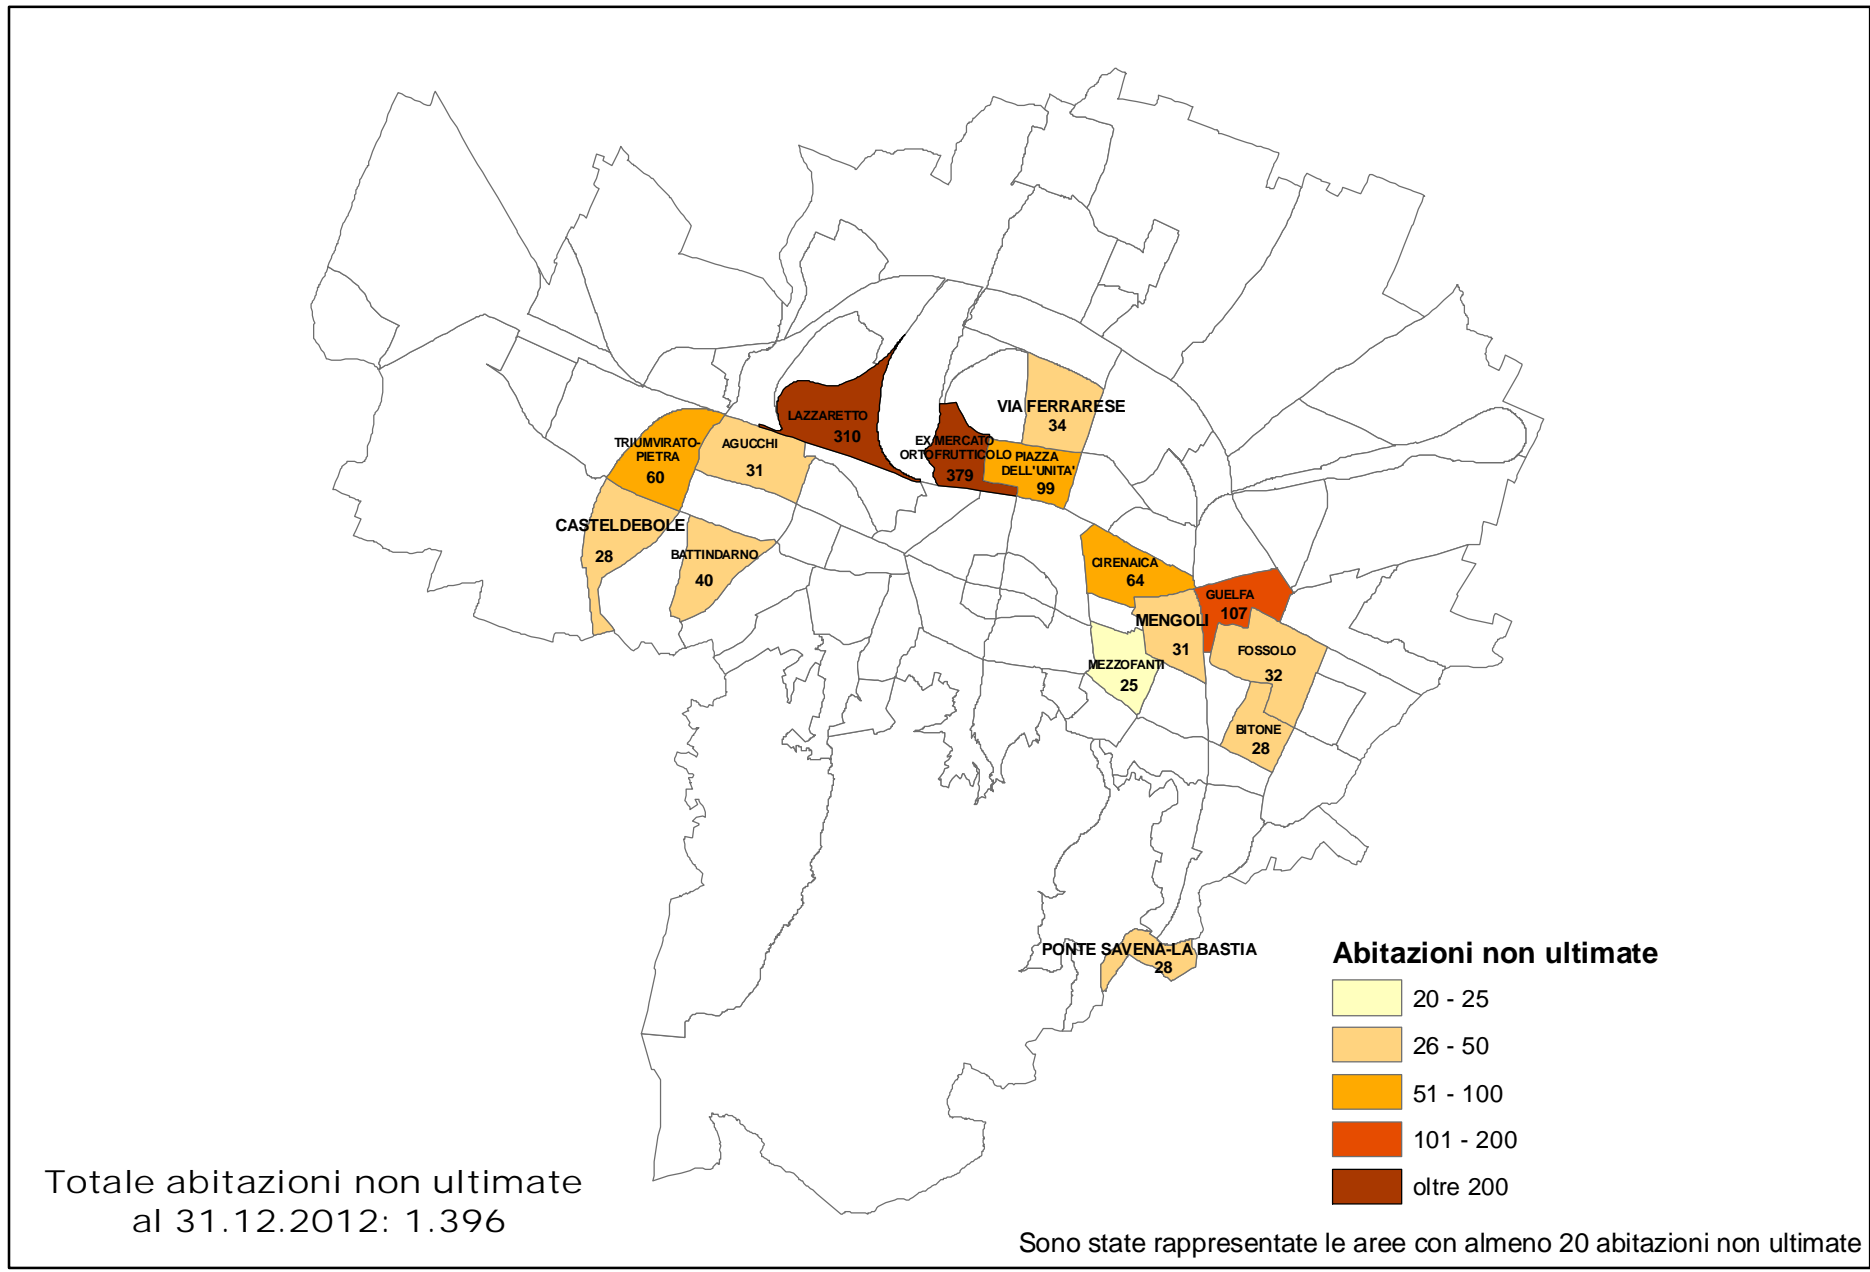 LAZZARETTO
310
VIA FERRARESE
34
EX MERCATO
ORTOFRUTTICOLO
379
PIAZZA
DELL'UNITA'
99
TRIUMVIRATO-
PIETRA
60
AGUCCHI
31
CASTELDEBOLE
28
BATTINDARNO
40
CIRENAICA
64
GUELFA
107
MENGOLI
31
FOSSOLO
32
MEZZOFANTI
25
BITONE
28
PONTE SAVENA-LA BASTIA
28
Abitazioni non ultimate
20 - 25
26 - 50
51 - 100
101 - 200
oltre 200
Totale abitazioni non ultimate
al 31.12.2012: 1.396
Sono state rappresentate le aree con almeno 20 abitazioni non ultimate